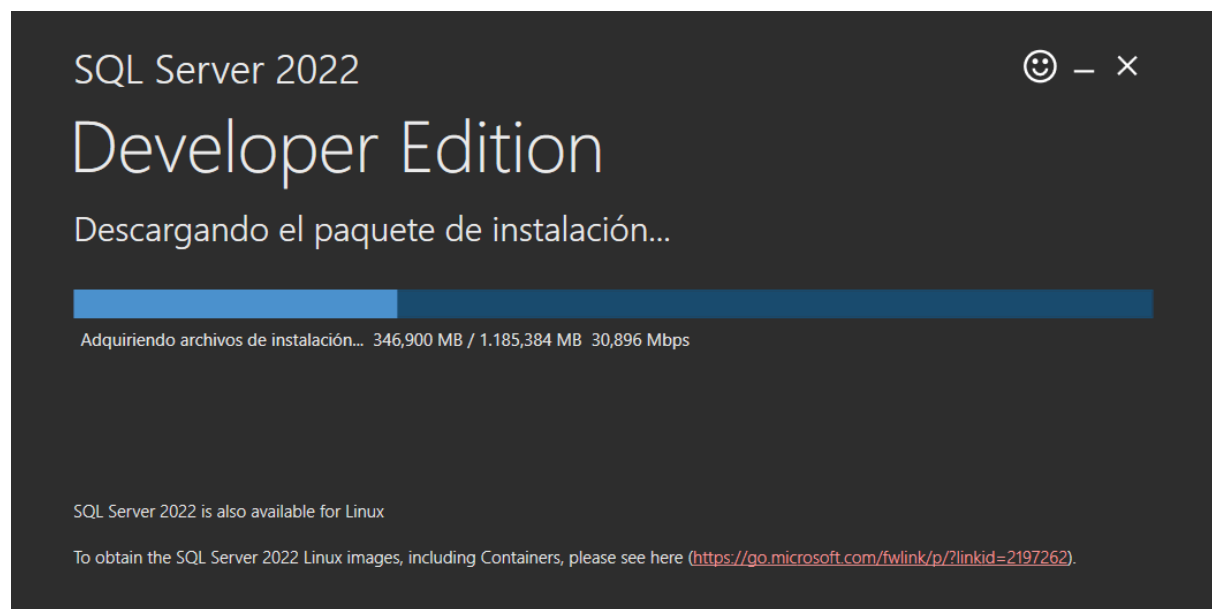 SQL Server 2022
Developer Edition
Descargando el paquete de instalación...
Adquiriendo archivos de instalación... 346,900 MB / 1.185,384 MB 30,896 Mbps
SQL Server 2022 is also available for Linux
To obtain the SQL Server 2022 Linux images, including Containers, please see here (https://go.microsoft.com/fwlink/p/?linkid=2197262).